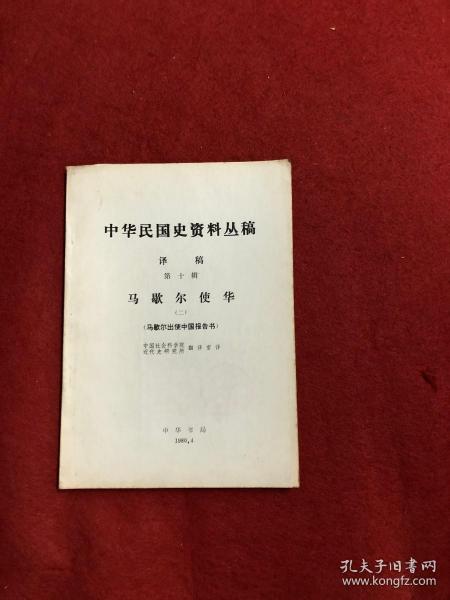 中华民国史资料丛稿
译 稿
第十辑
马歇尔使华
(二)
(马歇尔出使中国报告书)
中国社会科学院
近代史研究所 翻译室译
中华书局
1980.4
孔夫子旧书网
www.kongfz.com